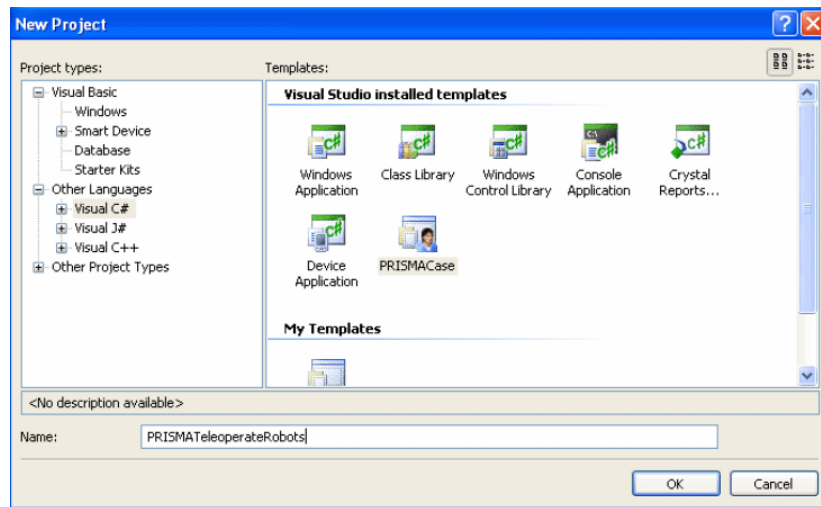 New Project
Project types:
Templates:
Visual Basic
Windows
Smart Device
Database
Starter Kits
Other Languages
Visual C#
Visual J#
Visual C++
Other Project Types
Visual Studio installed templates
Windows
Application
Class Library
Windows
Control Library
Console
Application
Crystal
Reports...
Device
Application
PRISMACase
My Templates
<No description available>
Name:
PRISMATeleoperateRobots
OK
Cancel